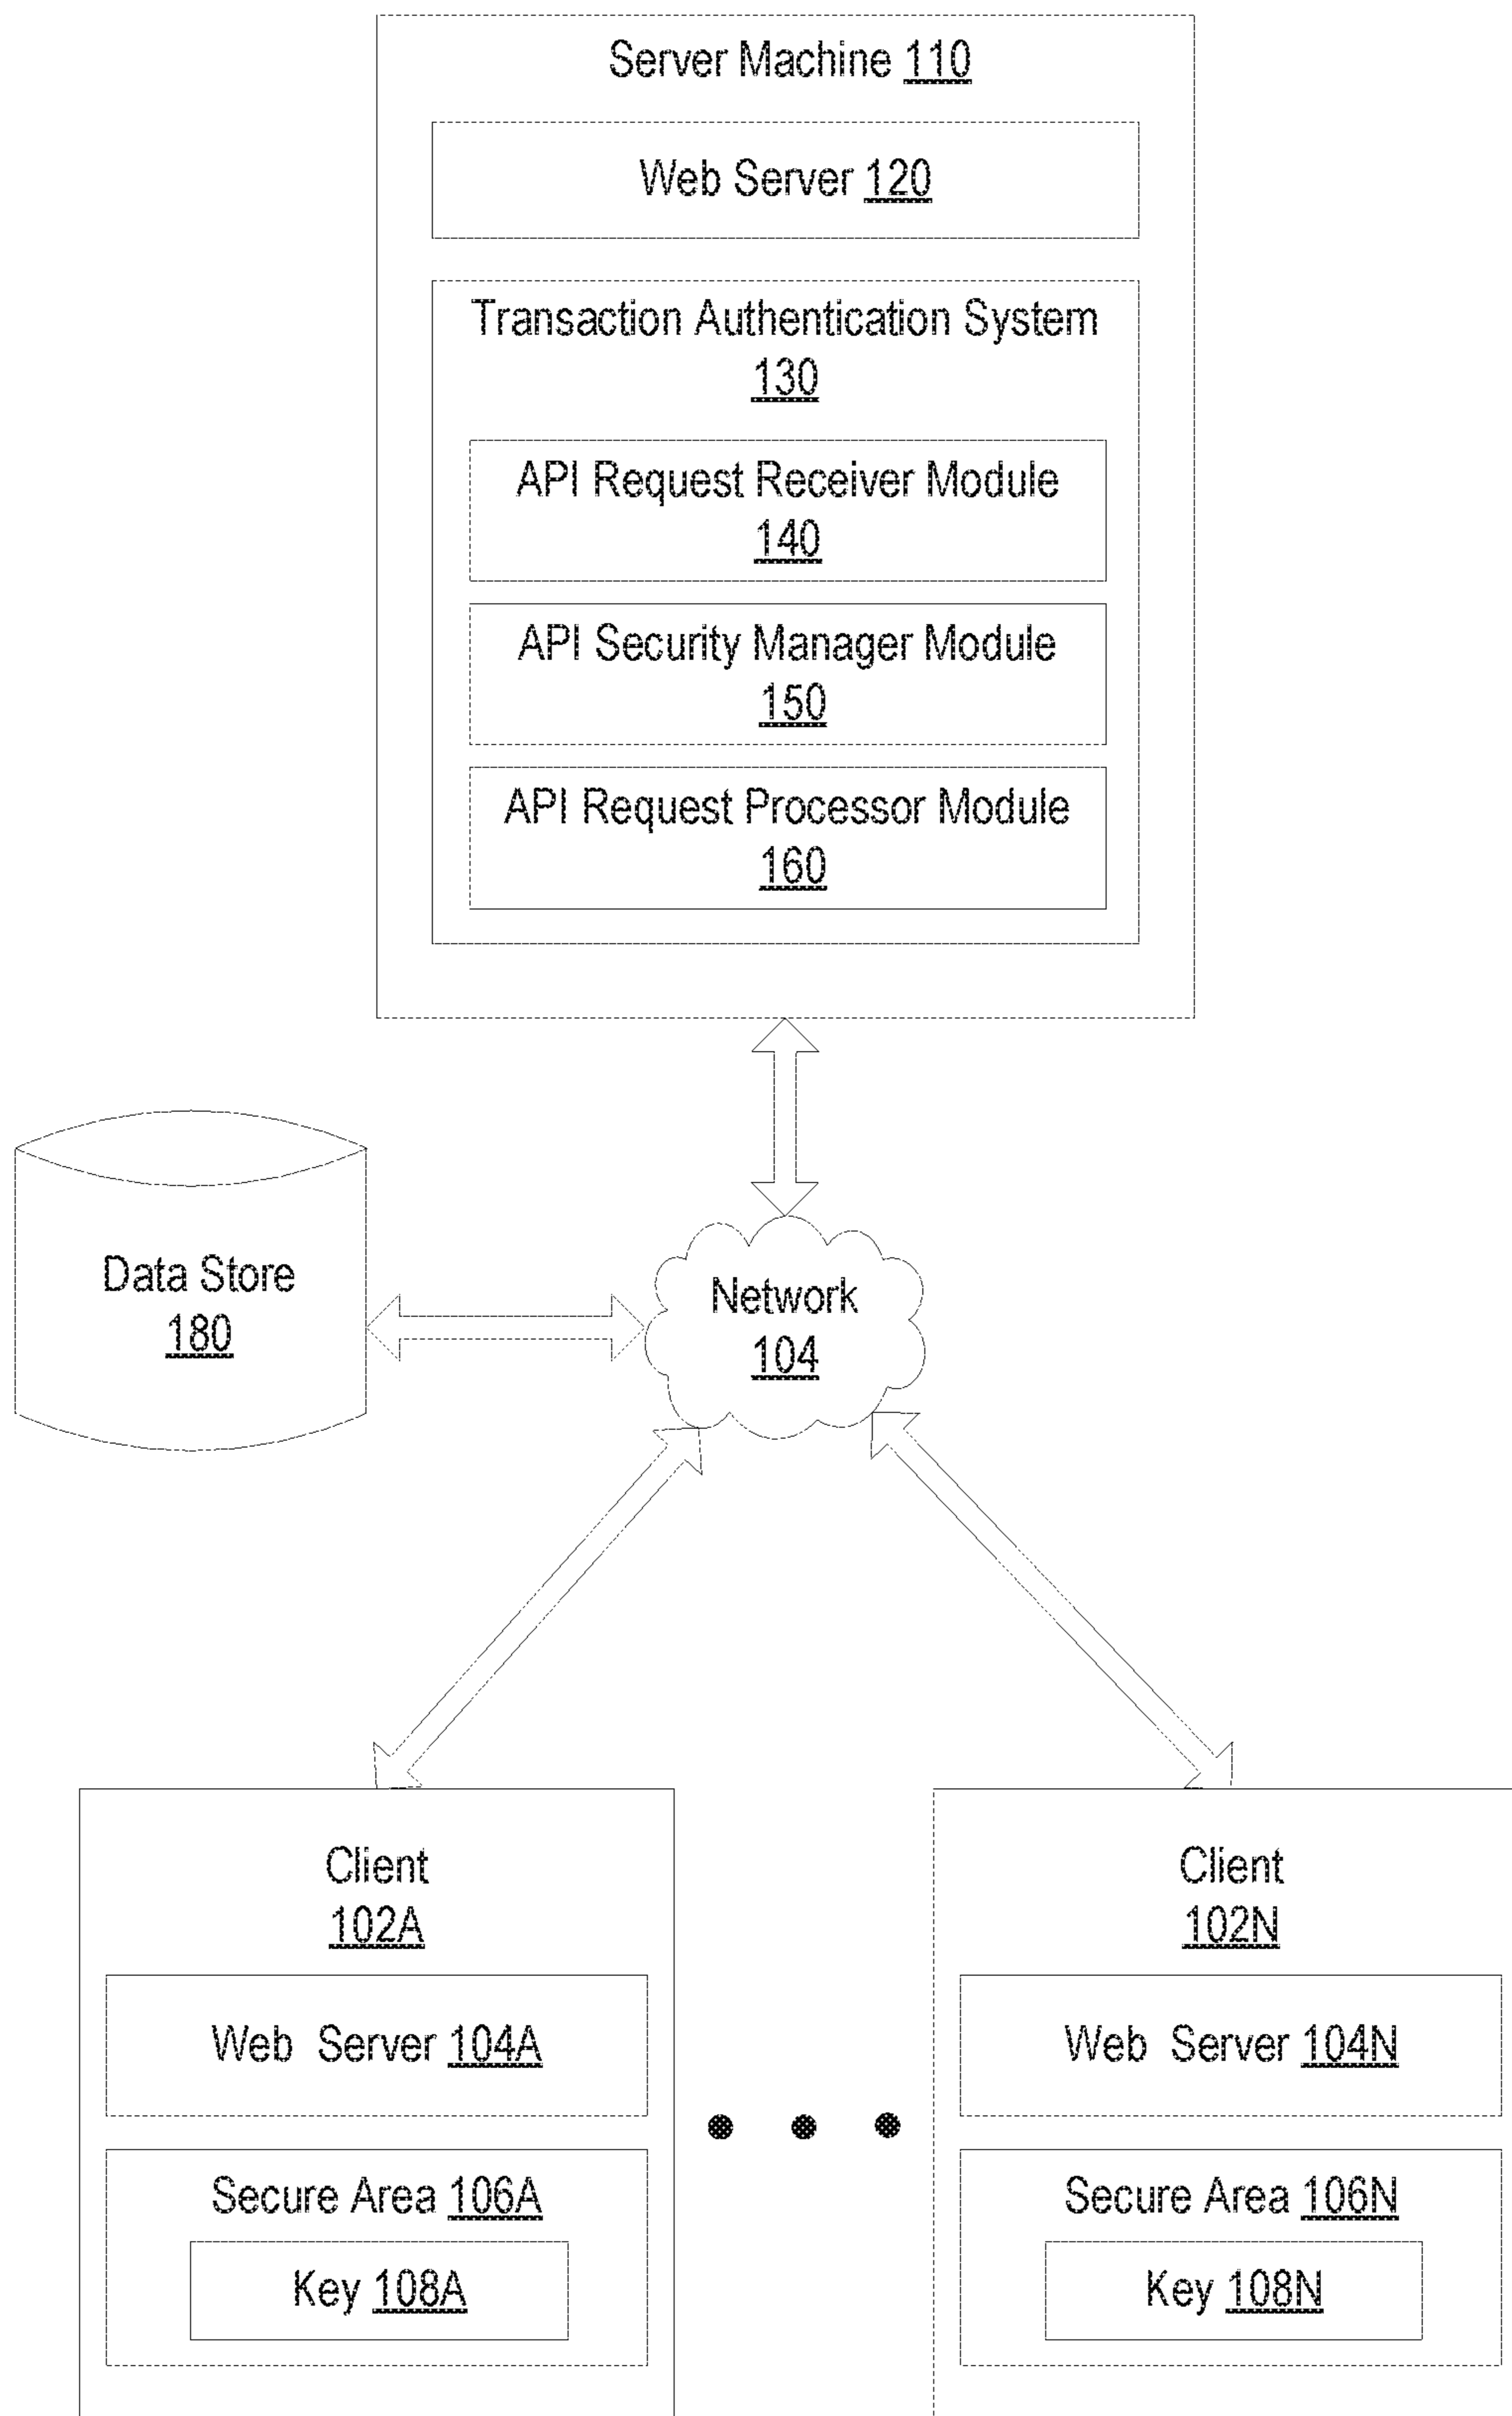 Server Machine 110
Web Server 120
Transaction Authentication System
130
API Request Receiver Module
140
API Security Manager Module
150
API Request Processor Module
160
Data Store
180
Network
104
Client
102A
Web Server 104A
Secure Area 106A
Key 108A
Client
102N
Web Server 104N
Secure Area 106N
Key 108N